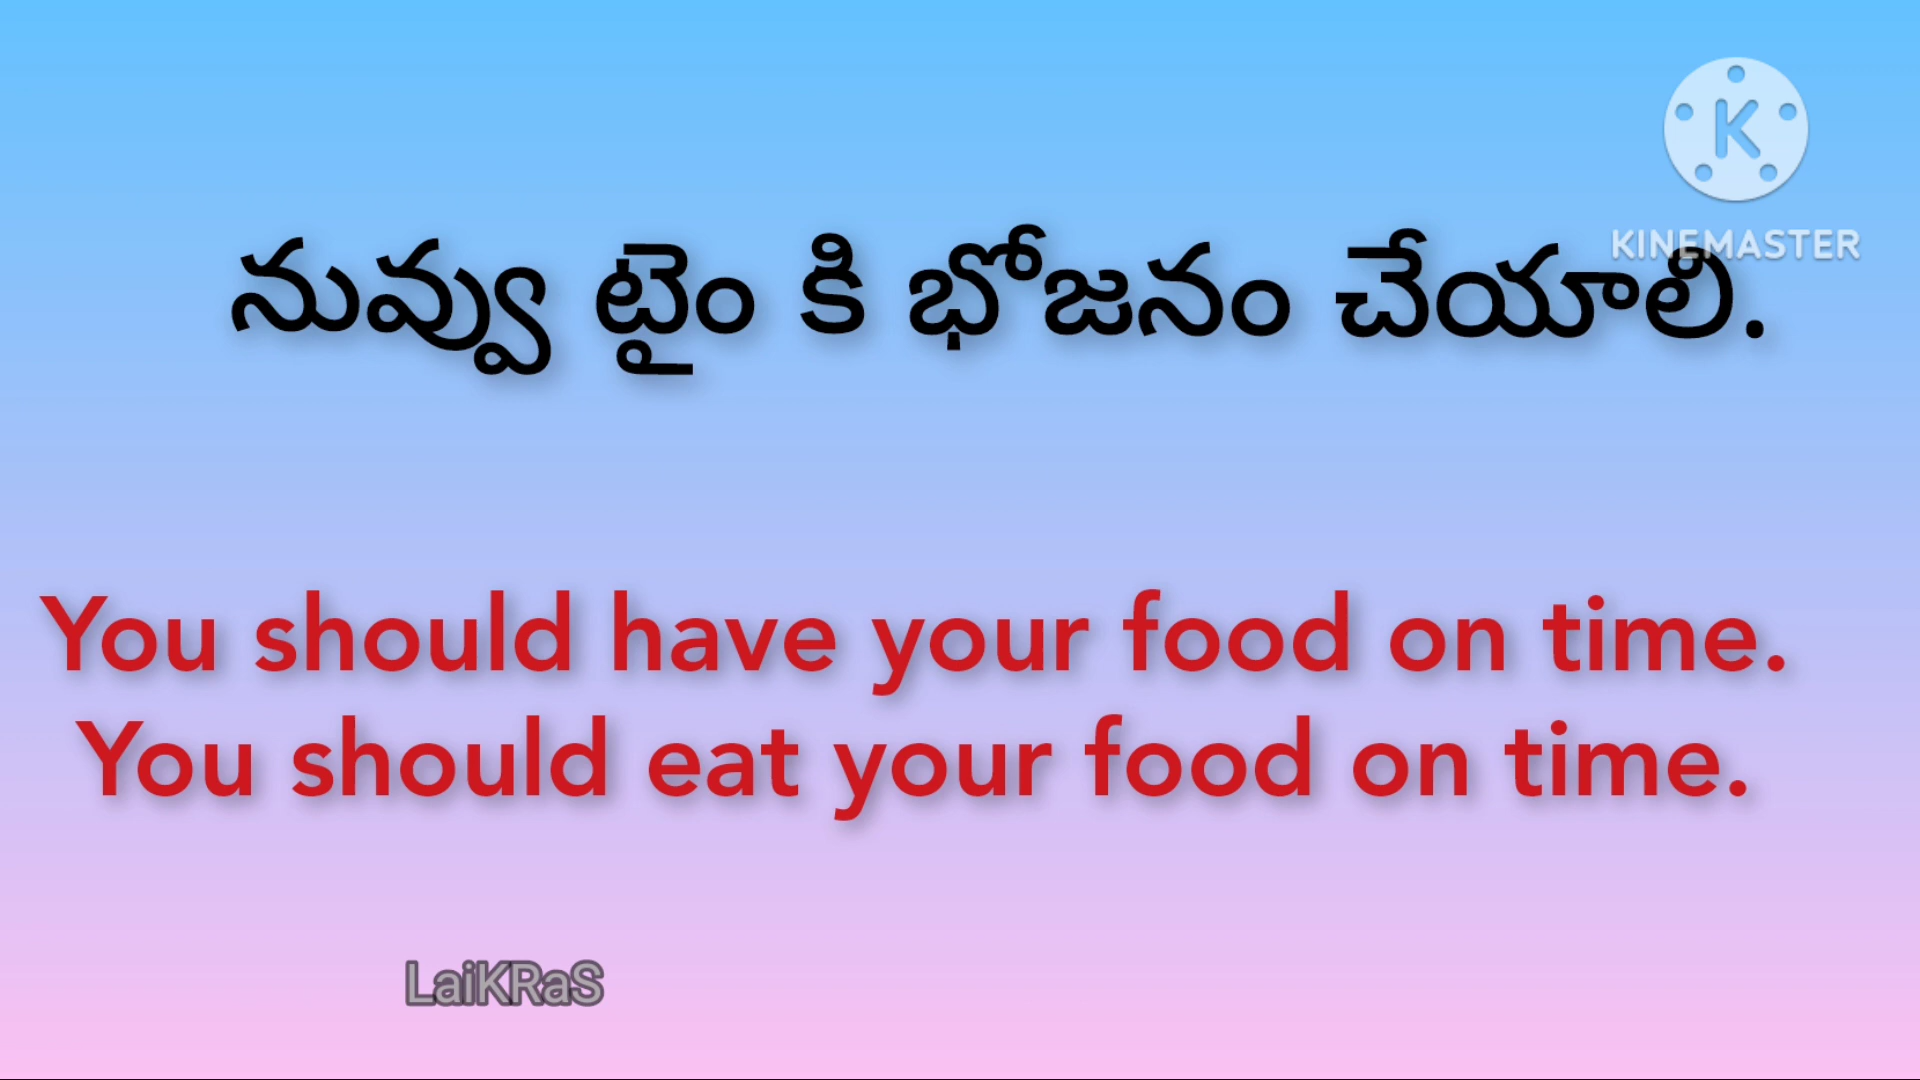 KINEMASTER
నువ్వు టైం కి భోజనం చేయాలి.
You should have your food on time.
You should eat your food on time.
LaiKRaS